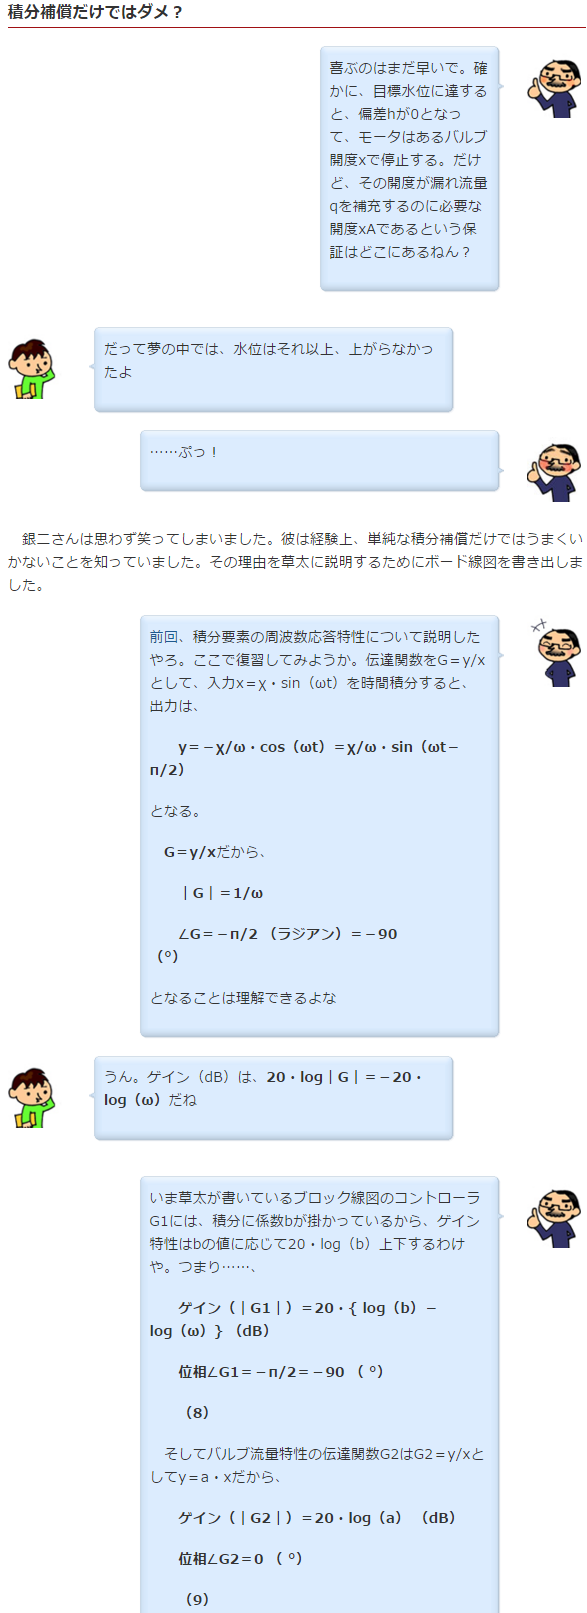 積分補償だけではダメ？
喜ぶのはまだ早いで。確
かに、目標水位に達する
と、偏差hが0となっ
て、モータはあるバルブ
開度xで停止する。だけ
ど、その開度が漏れ流量
qを補充するのに必要な
開度xAであるという保
証はどこにあるねん？
だって夢の中では、水位はそれ以上、上がらなかっ
たよ
……ぷっ！
銀二さんは思わず笑ってしまいました。彼は経験上、単純な積分補償だけではうまくい
かないことを知っていました。その理由を草太に説明するためにボード線図を書き出しま
した。
前回、積分要素の周波数応答特性について説明した
やろ。ここで復習してみようか。伝達関数をG＝y/x
として、入力x＝χ・sin（ωt）を時間積分すると、
出力は、
y＝－χ/ω・cos（ωt）＝χ/ω・sin（ωt－
π/2）
となる。
G＝y/xだから、
｜G｜＝1/ω
∠G＝－π/2 （ラジアン）＝－90
（°）
となることは理解できるよな
うん。ゲイン（dB）は、20・log｜G｜＝－20・
log（ω）だね
いま草太が書いているブロック線図のコントローラ
G1には、積分に係数bが掛かっているから、ゲイン
特性はbの値に応じて20・log（b）上下するわけ
や。つまり……、
ゲイン（｜G1｜）＝20・{ log（b）－
log（ω）} （dB）
位相∠G1＝－π/2＝－90 （ °）
（8）
そしてバルブ流量特性の伝達関数G2はG2＝y/xと
してy＝a・xだから、
ゲイン（｜G2｜）＝20・log（a） （dB）
位相∠G2＝0 （ °）
（9）